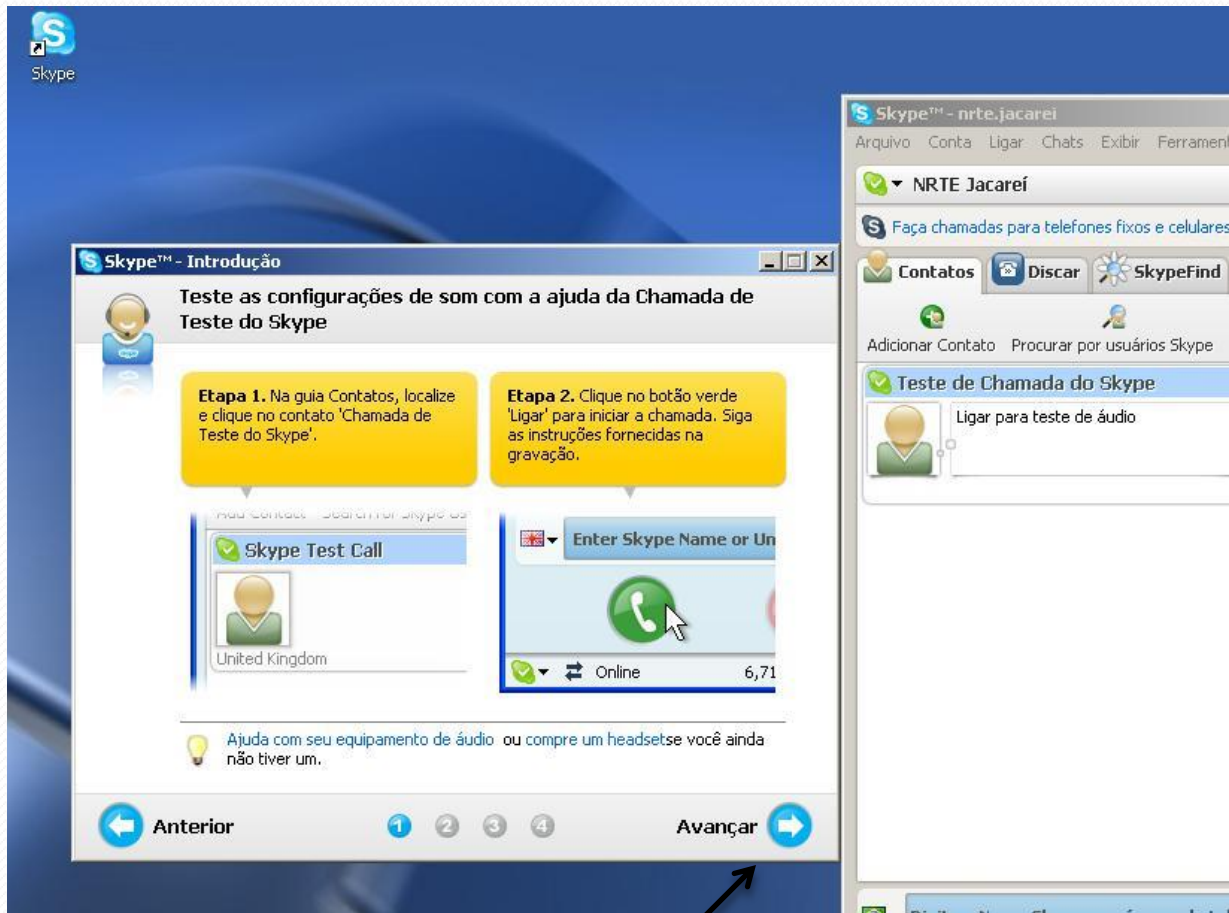 Skype
Skype™ - Introdução
Teste as configurações de som com a ajuda da Chamada de
Teste do Skype
Etapa 1. Na guia Contatos, localize
e clique no contato 'Chamada de
Teste do Skype'.
Etapa 2. Clique no botão verde
'Ligar' para iniciar a chamada. Siga
as instruções fornecidas na
gravação.
Skype Test Call
United Kingdom
Enter Skype Name or Un
Online 6,71
Ajuda com seu equipamento de áudio ou compre um headsetse você ainda
não tiver um.
Anterior 1 2 3 4 Avançar
Skype™ - nrte.jacarei
Arquivo Conta Ligar Chats Exibir Ferrament
NRTE Jacareí
Faça chamadas para telefones fixos e celulares
Contatos Discar SkypeFind
Adicionar Contato Procurar por usuários Skype
Teste de Chamada do Skype
Ligar para teste de áudio